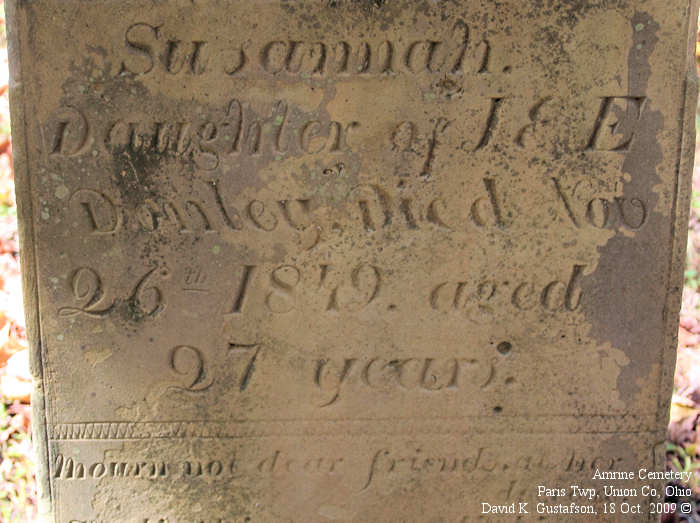 Susannah.
Daughter of J & E
Donley, Died Nov
26th 1849. aged
27 years.
Mourn not dear friends, at her
Amrine Cemetery
Paris Twp, Union Co, Ohio
David K. Gustafson, 18 Oct. 2009 ©